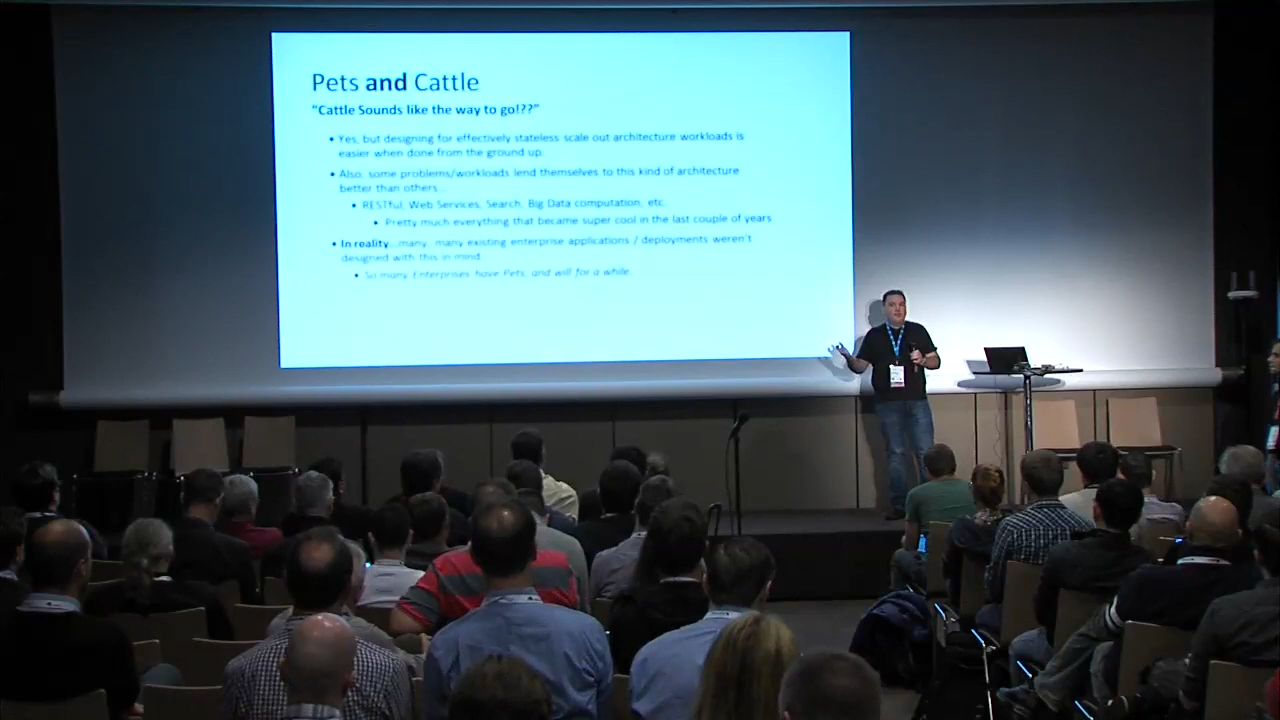 Pets and Cattle
“Cattle Sounds like the way to go!??”
• Yes, but designing for effectively stateless scale out architecture workloads is
easier when done from the ground up.
• Also, some problems/workloads lend themselves to this kind of architecture
better than others...
• RESTful, Web Services, Search, Big Data computation, etc.
• Pretty much everything that became super cool in the last couple of years
• In reality...many, many existing enterprise applications / deployments weren't
designed with this in mind.
• So many Enterprises have Pets, and will for a while.